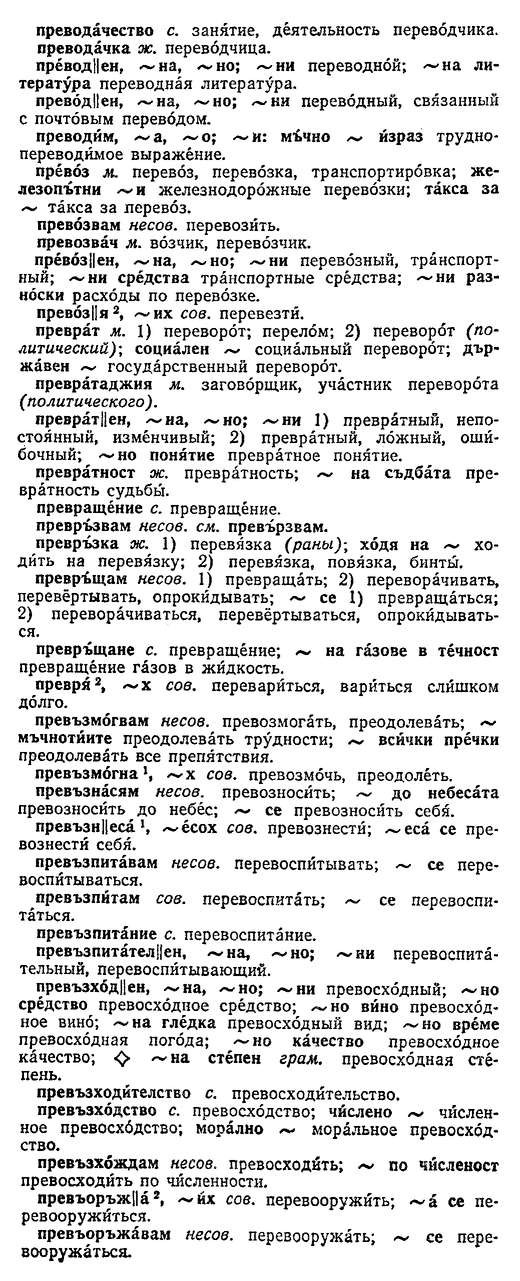 превода́чество с. заня́тие, де́ятельность перево́дчика.
превода́чка ж. перево́дчица.
пре́вод||ен, ~на, ~но; ~ни переводно́й; ~на ли-
терату́ра переводна́я литерату́ра.
прево́д||ен, ~на, ~но; ~ни перево́дный, свя́занный
с почто́вым перево́дом.
преводи́м, ~а, ~о; ~и: мъ́чно ~ и́зраз трудно-
переводи́мое выраже́ние.
пре́во́з м. перево́з, перево́зка, транспортиро́вка; же-
лезопъ́тни ~и железнодоро́жные перево́зки; та́кса за
~ та́кса за перево́з.
прево́звам несов. перевози́ть.
превозва́ч м. во́зчик, перево́зчик.
пре́во́з||ен, ~на, ~но; ~ни перево́зный, тра́нспорт-
ный; ~ни сре́дства тра́нспортные сре́дства; ~ни раз-
но́ски расхо́ды по перево́зке.
прево́з||я ², ~их сов. перевезти́.
превра́т м. 1) переворо́т; перело́м; 2) переворо́т (по-
литический); социа́лен ~ социа́льный переворо́т; дър-
жа́вен ~ госуда́рственный переворо́т.
превратаджи́я м. загово́рщик, уча́стник переворо́та
(политического).
превра́т||ен, ~на, ~но; ~ни 1) превра́тный, непо-
стоя́нный, изме́нчивый; 2) превра́тный, ло́жный, оши́-
бочный; ~но поня́тие превра́тное поня́тие.
превра́тност ж. превра́тность; ~ на съдба́та пре-
вра́тность судьбы́.
превраще́ние с. превраще́ние.
превръ́звам несов. см. превъ́рзвам.
превръ́зка ж. 1) перевя́зка (раны); хо́дя на ~ хо-
ди́ть на перевя́зку; 2) перевя́зка, повя́зка, бинты́.
превръ́щам несов. 1) превраща́ть; 2) перевора́чивать,
перевёртывать, опроки́дывать; ~ се 1) превраща́ться;
2) перевора́чиваться, перевёртываться, опроки́дывать-
ся.
превръ́щане с. превраще́ние; ~ на га́зове в те́чност
превраще́ние га́зов в жи́дкость.
превря́ ², ~х сов. перевари́ться, вари́ться сли́шком
до́лго.
превъзмо́гвам несов. превозмога́ть, преодолева́ть; ~
мъчноти́ите преодолева́ть тру́дности; ~ вси́чки пре́чки
преодолева́ть все препя́тствия.
превъзмо́гна ¹, ~х сов. превозмо́чь, преодоле́ть.
превъзна́сям несов. превозноси́ть; ~ до небеса́та
превозноси́ть до небе́с; ~ се превозноси́ть себя́.
превъзн||еса́ ¹, ~е́сох сов. превознести́; ~еса́ се пре-
вознести́ себя́.
превъзпита́вам несов. перевоспи́тывать; ~ се пере-
воспи́тываться.
превъзпи́там сов. перевоспита́ть; ~ се перевоспи-
та́ться.
превъзпита́ние с. перевоспита́ние.
превъзпита́тел||ен, ~на, ~но; ~ни перевоспита́-
тельный, перевоспи́тывающий.
превъзхо́д||ен, ~на, ~но; ~ни превосхо́дный; ~но
сре́дство превосхо́дное сре́дство; ~но ви́но превосхо́д-
ное вино́; ~на гле́дка превосхо́дный вид; ~но вре́ме
превосхо́дная пого́да; ~но ка́чество превосхо́дное
ка́чество; ◇ ~на сте́пен грам. превосхо́дная сте́-
пень.
превъзходи́телство с. превосходи́тельство.
превъзхо́дство с. превосхо́дство; чи́слено ~ чи́слен-
ное превосхо́дство; мора́лно ~ мора́льное превосхо́д-
ство.
превъзхо́ждам несов. превосходи́ть; ~ по чи́леност
превосходи́ть по чи́сленности.
превъоръж||а́ ², ~и́х сов. перевооружи́ть; ~а́ се пе-
ревооружи́ться.
превъоръжа́вам несов. перевооружа́ть; ~ се пере-
вооружа́ться.